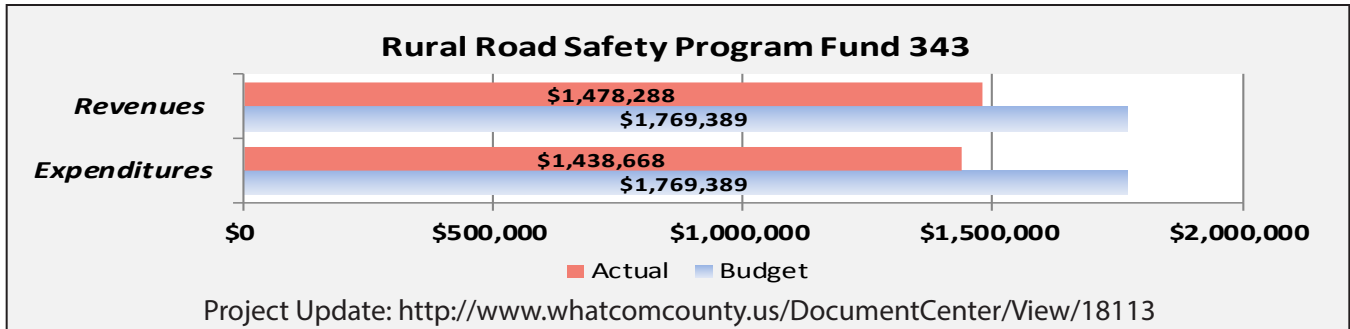 Rural Road Safety Program Fund 343
Revenues
$1,478,288
$1,769,389
Expenditures
$1,438,668
$1,769,389
$0 $500,000 $1,000,000 $1,500,000 $2,000,000
Actual Budget
Project Update: http://www.whatcomcounty.us/DocumentCenter/View/18113